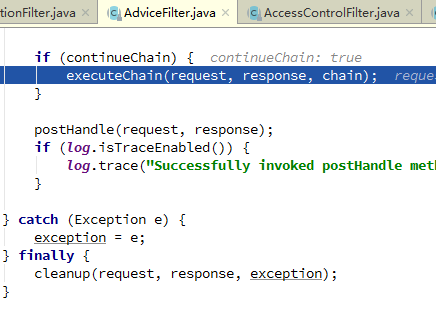 tionFilter.java × AdviceFilter.java × AccessControlFilter.java ×
if (continueChain) { continueChain: true
executeChain(request, response, chain); reque
}
postHandle(request, response);
if (log.isTraceEnabled()) {
log.trace("Successfully invoked postHandle met
}
} catch (Exception e) {
exception = e;
} finally {
cleanup(request, response, exception);
}